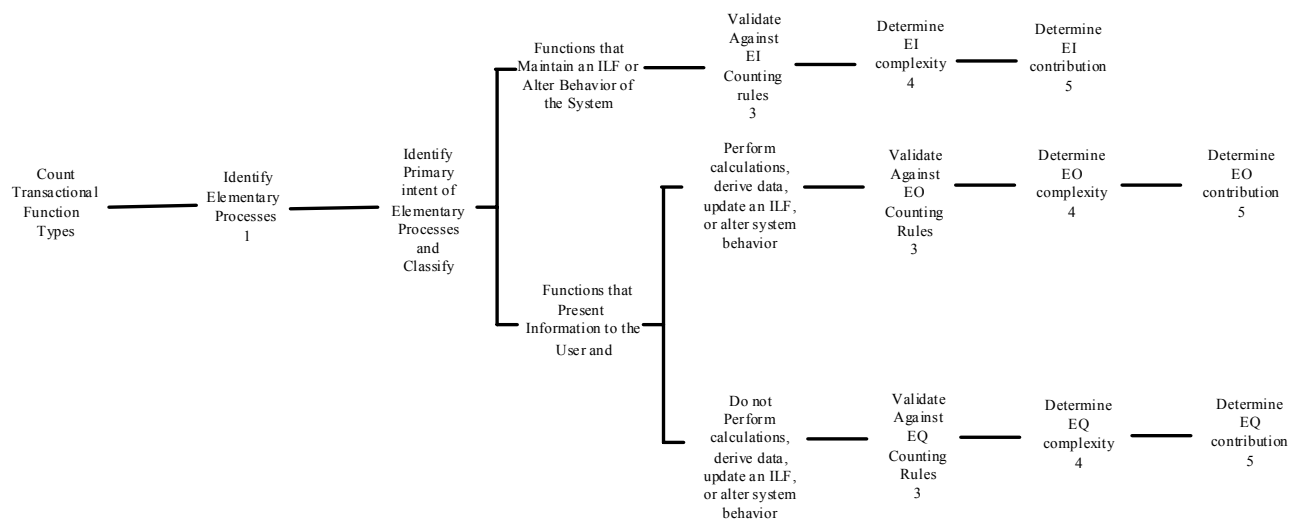 Count
Transactional
Function
Types
Identify
Elementary
Processes
1
Identify
Primary
intent of
Elementary
Processes
and
Classify
Functions that
Maintain an ILF or
Alter Behavior of
the System
Validate
Against
EI
Counting
rules
3
Determine
EI
complexity
4
Determine
EI
contribution
5
Functions that
Present
Information to the
User and
Perform
calculations,
derive data,
update an ILF,
or alter system
behavior
Validate
Against
EO
Counting
Rules
3
Determine
EO
complexity
4
Determine
EO
contribution
5
Do not
Perform
calculations,
derive data,
update an ILF,
or alter system
behavior
Validate
Against
EQ
Counting
Rules
3
Determine
EQ
complexity
4
Determine
EQ
contribution
5